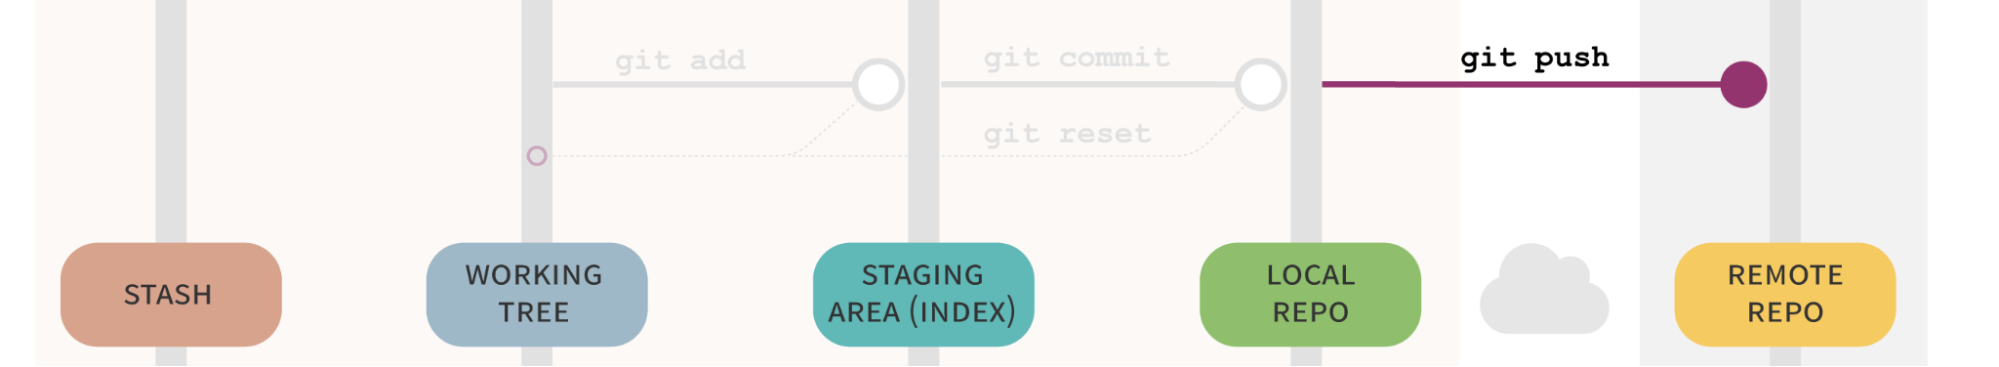 git add
git commit
git push
git reset
STASH
WORKING
TREE
STAGING
AREA (INDEX)
LOCAL
REPO
REMOTE
REPO